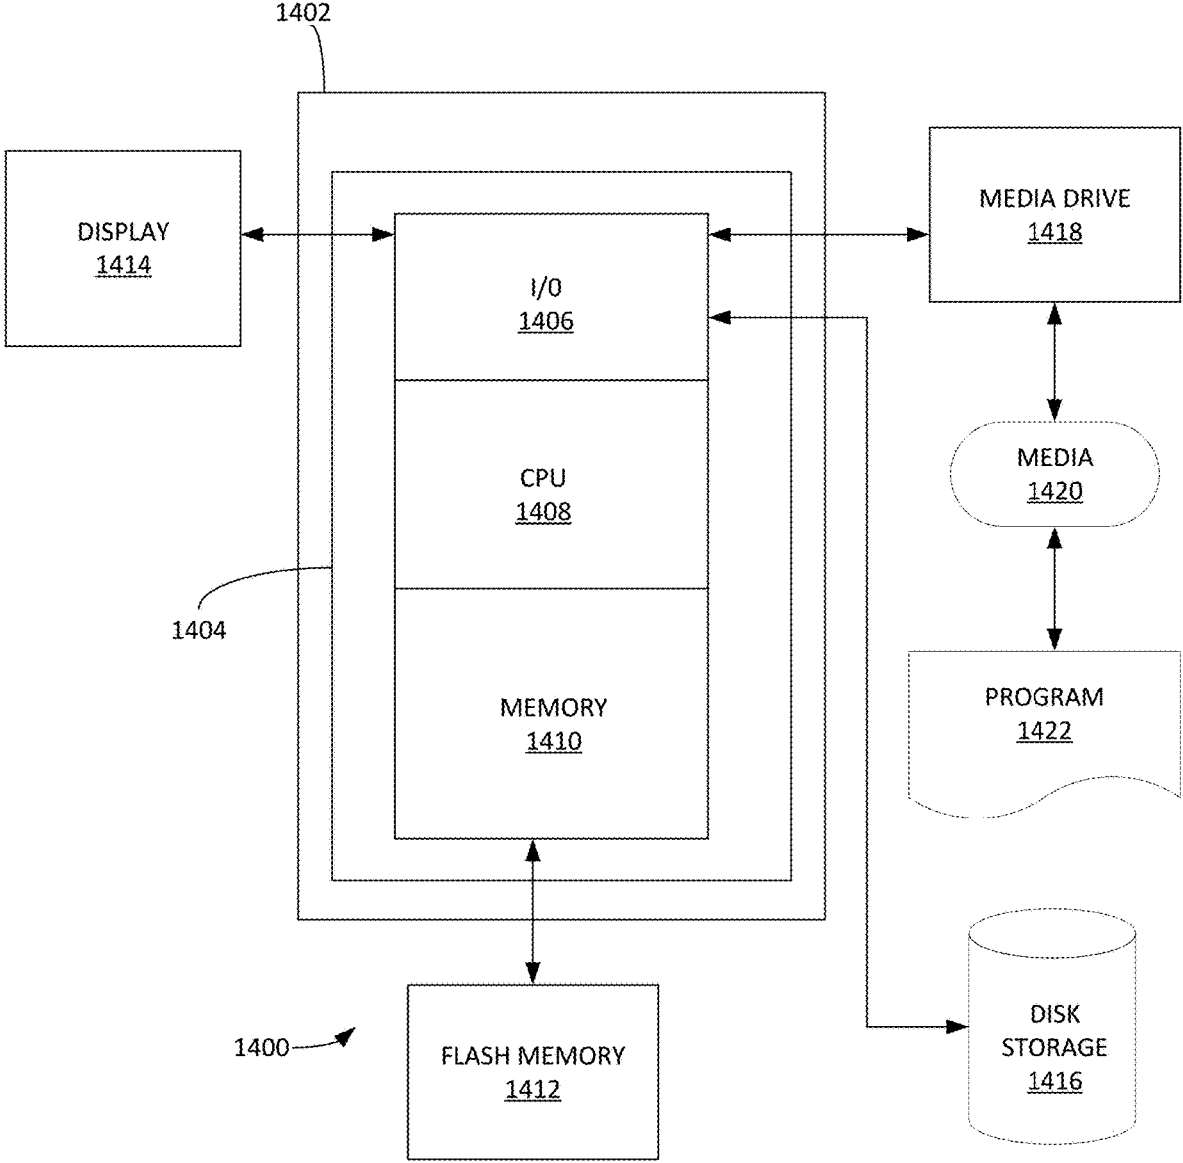 1402
DISPLAY
1414
MEDIA DRIVE
1418
I/0
1406
CPU
1408
MEDIA
1420
1404
MEMORY
1410
PROGRAM
1422
1400
FLASH MEMORY
1412
DISK
STORAGE
1416